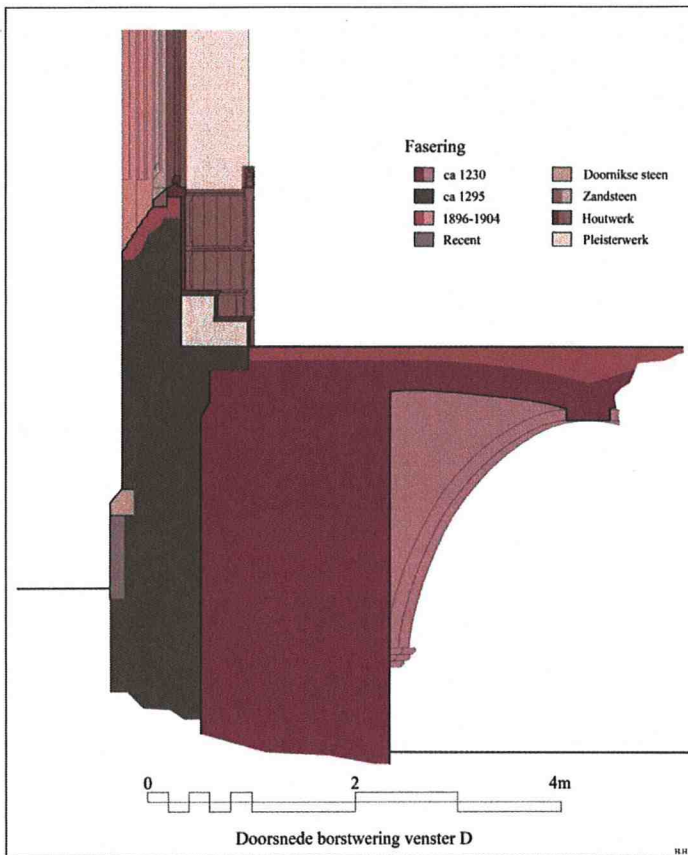 Fasering
ca 1230
ca 1295
1896-1904
Recent
Doornikse steen
Zandsteen
Houtwerk
Pleisterwerk
0 2 4m
Doorsnede borstwering venster D